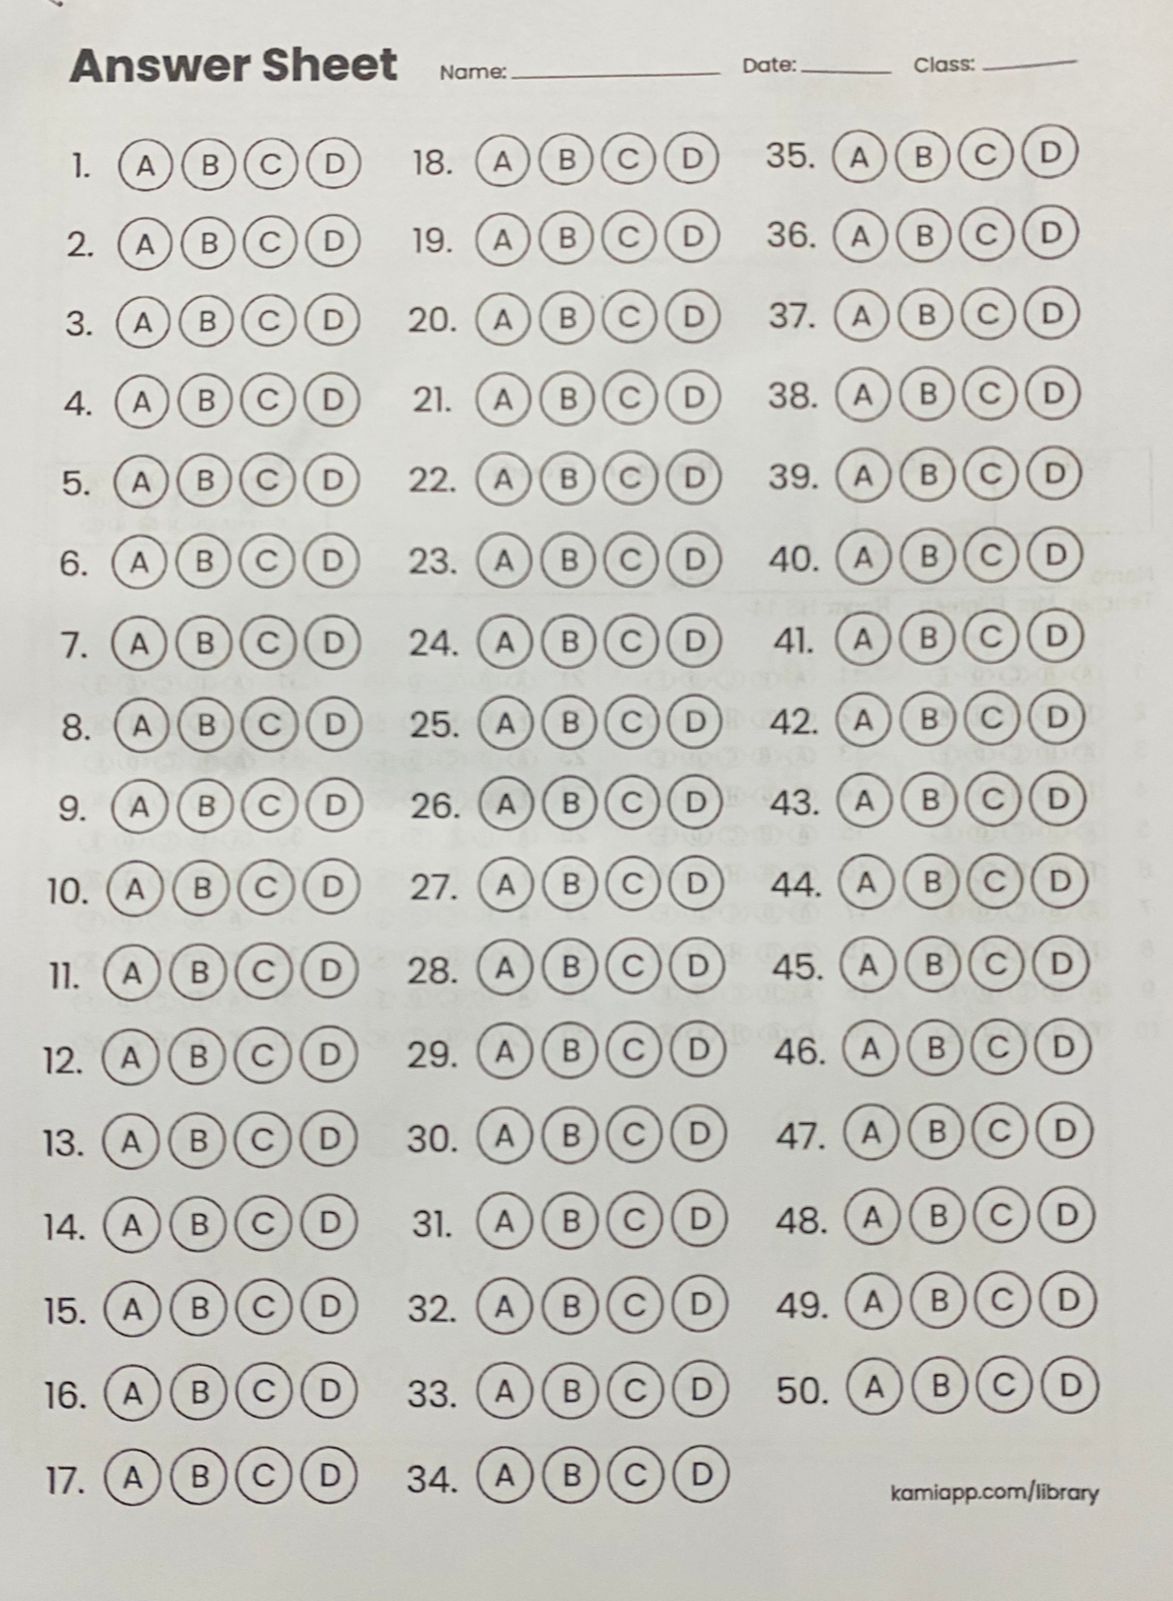 Answer Sheet Name: Date: Class:
1. A B C D
2. A B C D
3. A B C D
4. A B C D
5. A B C D
6. A B C D
7. A B C D
8. A B C D
9. A B C D
10. A B C D
11. A B C D
12. A B C D
13. A B C D
14. A B C D
15. A B C D
16. A B C D
17. A B C D
18. A B C D
19. A B C D
20. A B C D
21. A B C D
22. A B C D
23. A B C D
24. A B C D
25. A B C D
26. A B C D
27. A B C D
28. A B C D
29. A B C D
30. A B C D
31. A B C D
32. A B C D
33. A B C D
34. A B C D
35. A B C D
36. A B C D
37. A B C D
38. A B C D
39. A B C D
40. A B C D
41. A B C D
42. A B C D
43. A B C D
44. A B C D
45. A B C D
46. A B C D
47. A B C D
48. A B C D
49. A B C D
50. A B C D
kamiapp.com/library